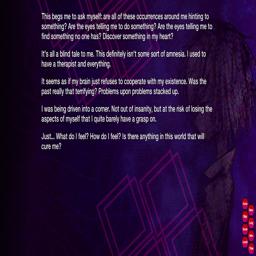 This begs me to ask myself: are all of these occurrences around me hinting to
something? Are the eyes telling me to do something? Are the eyes telling me to
find something no one has? Discover something in my heart?
It's all a blind tale to me. This definitely isn't some sort of amnesia. I used to
have a therapist and everything.
It seems as if my brain just refuses to cooperate with my existence. Was the
past really that terrifying? Problems upon problems stacked up.
I was being driven into a corner. Not out of insanity, but at the risk of losing the
aspects of myself that I quite barely have a grasp on.
Just... What do I feel? How do I feel? Is there anything in this world that will
cure me?